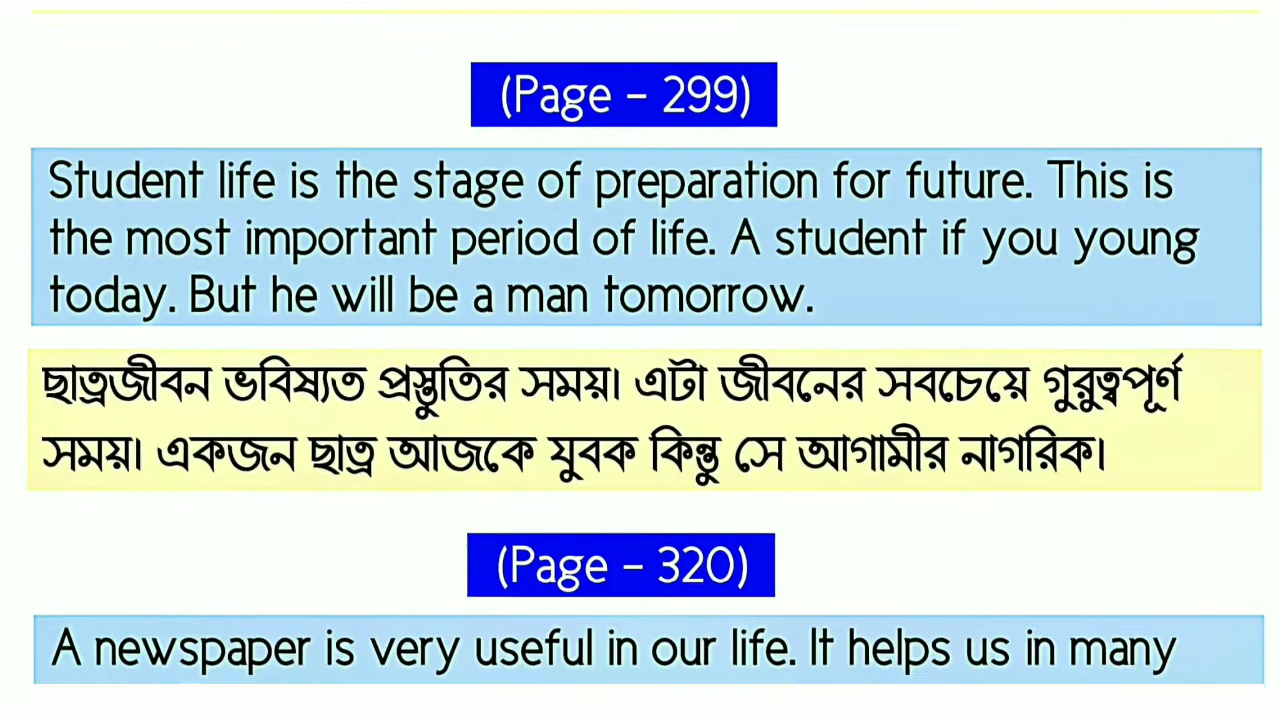 (Page – 299)
Student life is the stage of preparation for future. This is
the most important period of life. A student if you young
today. But he will be a man tomorrow.
ছাত্রজীবন ভবিষ্যত প্রস্তুতির সময়। এটা জীবনের সবচেয়ে গুরুত্বপূর্ণ
সময়। একজন ছাত্র আজকে যুবক কিন্তু সে আগামীর নাগরিক।
(Page – 320)
A newspaper is very useful in our life. It helps us in many